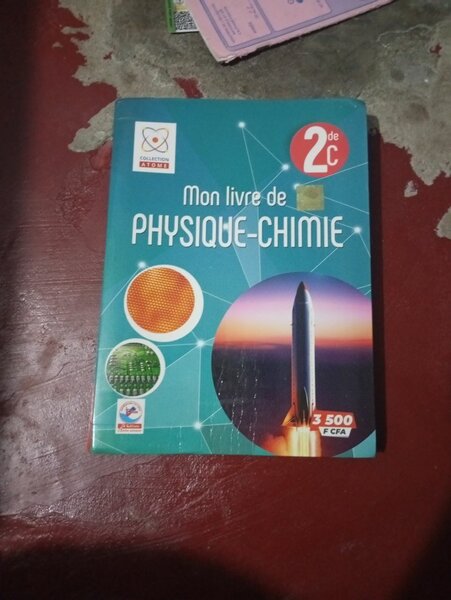 COLLECTION
ATOME
2de
C
Mon livre de
PHYSIQUE-CHIMIE
3 500
F CFA